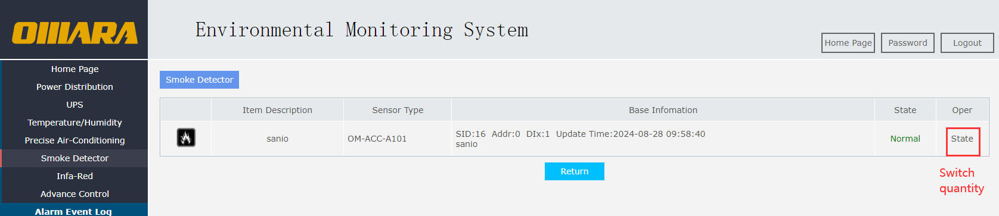 OMARA
Environmental Monitoring System
Home Page Password Logout
Home Page
Power Distribution
UPS
Temperature/Humidity
Precise Air-Conditioning
Smoke Detector
Infa-Red
Advance Control
Alarm Event Log
Smoke Detector
Item Description Sensor Type Base Infomation State Oper
sanio OM-ACC-A101 SID:16 Addr:0 DIx:1 Update Time:2024-08-28 09:58:40 Normal State
sanio
Return
Switch
quantity